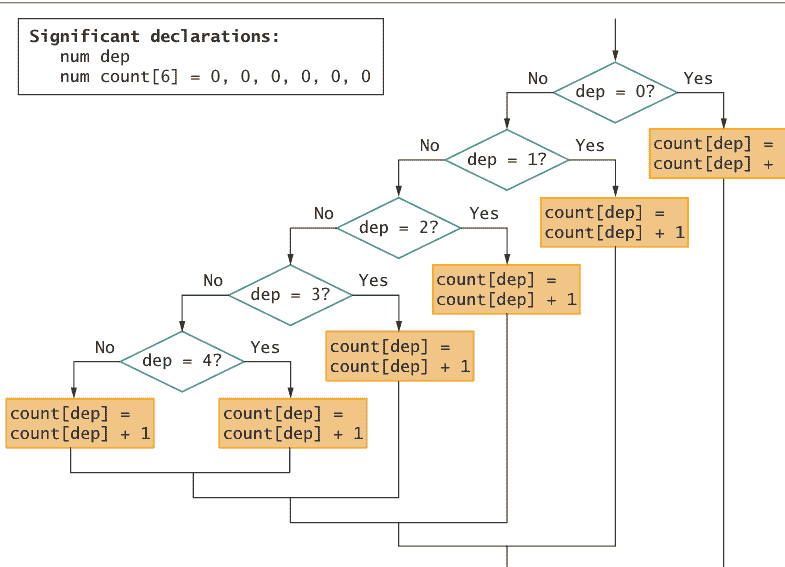 Significant declarations:
num dep
num count[6] = 0, 0, 0, 0, 0, 0
No
dep = 0?
Yes
count[dep] =
count[dep] +
No
dep = 1?
Yes
count[dep] =
count[dep] + 1
No
dep = 2?
Yes
count[dep] =
count[dep] + 1
No
dep = 3?
Yes
count[dep] =
count[dep] + 1
No
dep = 4?
Yes
count[dep] =
count[dep] + 1
count[dep] =
count[dep] + 1